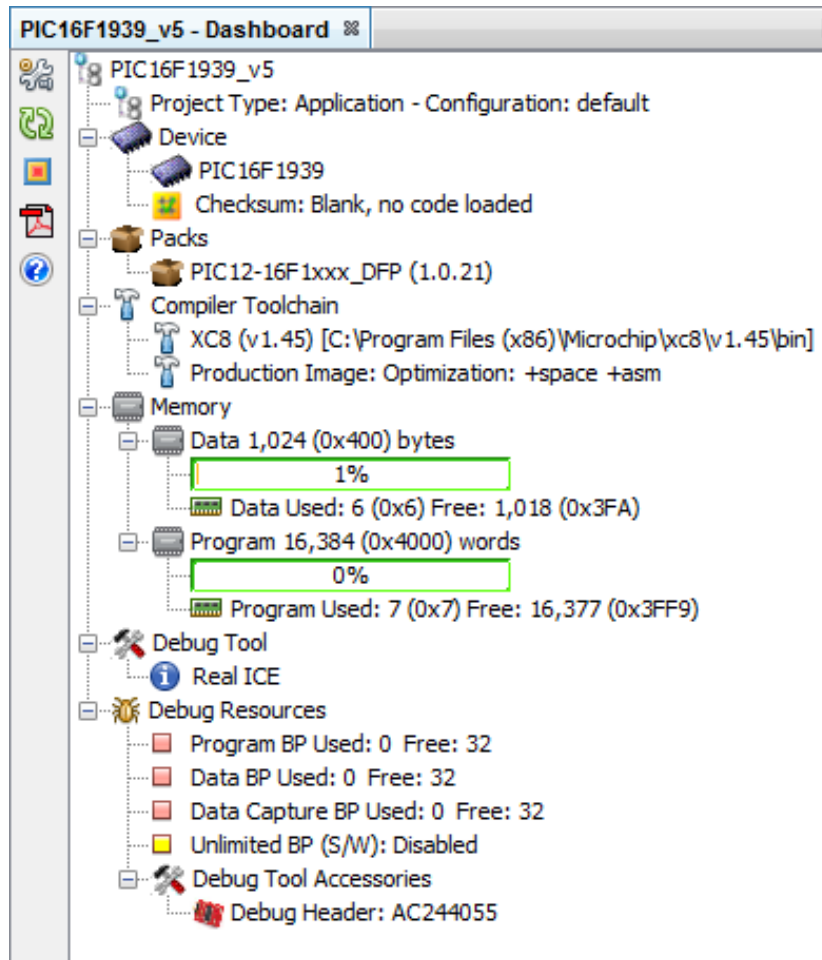 PIC16F1939_v5 - Dashboard
PIC16F1939_v5
Project Type: Application - Configuration: default
Device
PIC16F1939
Checksum: Blank, no code loaded
Packs
PIC12-16F1xxx_DFP (1.0.21)
Compiler Toolchain
XC8 (v1.45) [C:\Program Files (x86)\Microchip\xc8\v1.45\bin]
Production Image: Optimization: +space +asm
Memory
Data 1,024 (0x400) bytes
1%
Data Used: 6 (0x6) Free: 1,018 (0x3FA)
Program 16,384 (0x4000) words
0%
Program Used: 7 (0x7) Free: 16,377 (0x3FF9)
Debug Tool
Real ICE
Debug Resources
Program BP Used: 0 Free: 32
Data BP Used: 0 Free: 32
Data Capture BP Used: 0 Free: 32
Unlimited BP (S/W): Disabled
Debug Tool Accessories
Debug Header: AC244055